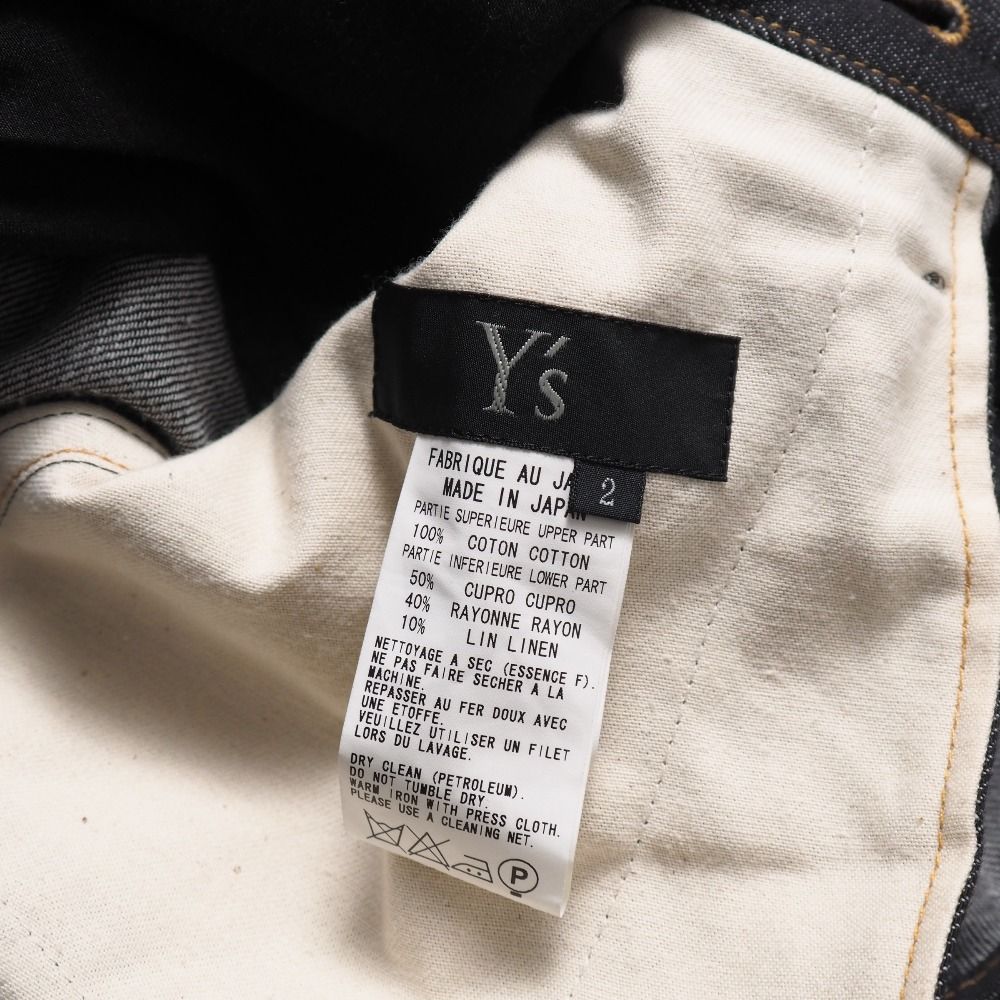 Y's
2
FABRIQUE AU JA
MADE IN JAPAN
PARTIE SUPERIEURE UPPER PART
100% COTON COTTON
PARTIE INFERIEURE LOWER PART
50% CUPRO CUPRO
40% RAYONNE RAYON
10% LIN LINEN
NETTOYAGE A SEC (ESSENCE F).
NE PAS FAIRE SECHER A LA
MACHINE.
REPASSER AU FER DOUX AVEC
UNE ETOFFE.
VEUILLEZ UTILISER UN FILET
LORS DU LAVAGE.
DRY CLEAN (PETROLEUM).
DO NOT TUMBLE DRY.
WARM IRON WITH PRESS CLOTH.
PLEASE USE A CLEANING NET.
P